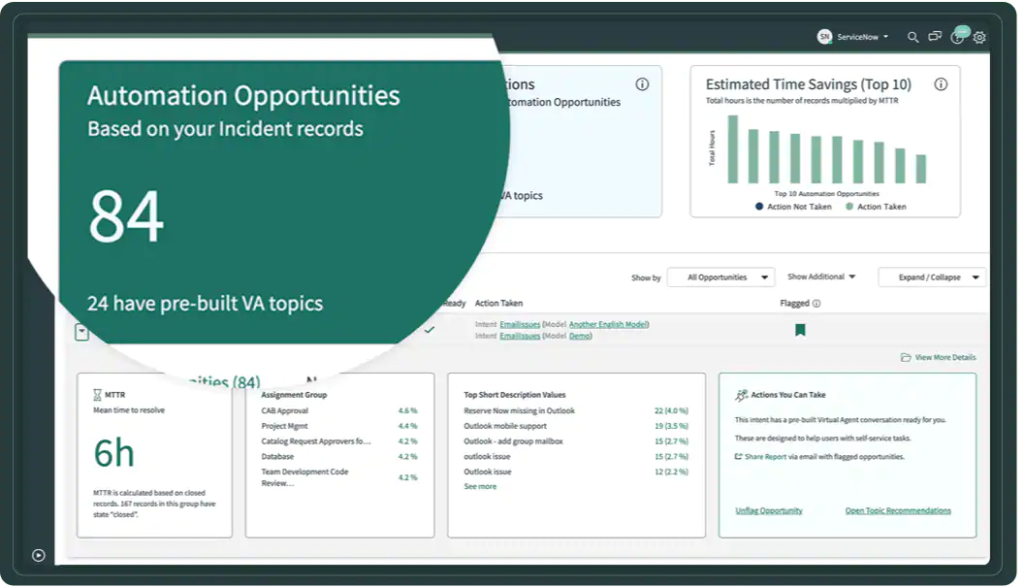 SN ServiceNow
Automation Opportunities
Based on your Incident records
84
24 have pre-built VA topics
tions
tomation Opportunities
VA topics
Estimated Time Savings (Top 10)
Total hours is the number of records multiplied by MTTR
Total Hours
Top 10 Automation Opportunities
Action Not Taken
Action Taken
Show by
All Opportunities
Show Additional
Expand / Collapse
Ready
Action Taken
Flagged
Intent EmailIssues (Model Another English Model)
Intent EmailIssues (Model Demo)
View More Details
nities (84)
MTTR
Mean time to resolve
6h
MTTR is calculated based on closed
records. 167 records in this group have
state "closed".
Assignment Group
CAB Approval 4.6 %
Project Mgmt 4.4 %
Catalog Request Approvers fo... 4.2 %
Database 4.2 %
Team Development Code
Review... 4.2 %
Top Short Description Values
Reserve Now missing in Outlook 22 (4.0 %)
Outlook mobile support 19 (3.5 %)
Outlook - add group mailbox 15 (2.7 %)
outlook issue 15 (2.7 %)
Outlook issue 12 (2.2 %)
See more
Actions You Can Take
This intent has a pre-built Virtual Agent conversation ready for you.
These are designed to help users with self-service tasks.
Share Report via email with flagged opportunities.
Unflag Opportunity
Open Topic Recommendations